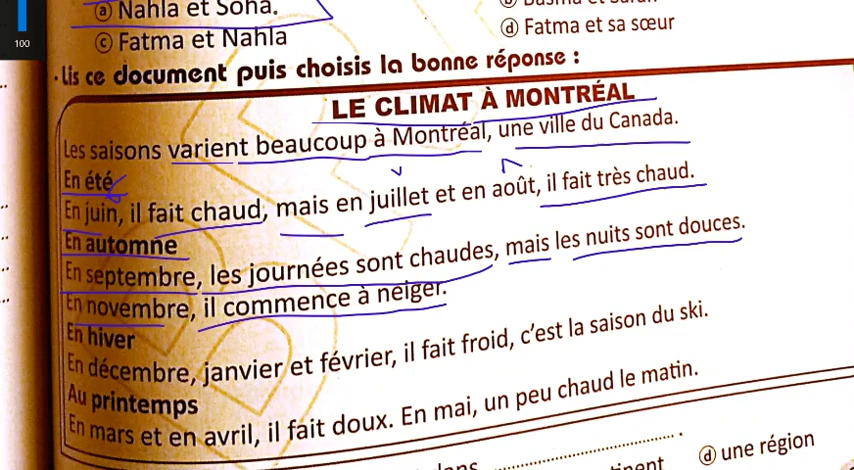 100
ⓐ Nahla et Soha.
ⓒ Fatma et Nahla
ⓓ Fatma et sa sœur
. Lis ce document puis choisis la bonne réponse :
LE CLIMAT À MONTRÉAL
Les saisons varient beaucoup à Montréal, une ville du Canada.
En été
En juin, il fait chaud, mais en juillet et en août, il fait très chaud.
En automne
En septembre, les journées sont chaudes, mais les nuits sont douces.
En novembre, il commence à neiger.
En hiver
En décembre, janvier et février, il fait froid, c'est la saison du ski.
Au printemps
En mars et en avril, il fait doux. En mai, un peu chaud le matin.
ⓓ une région